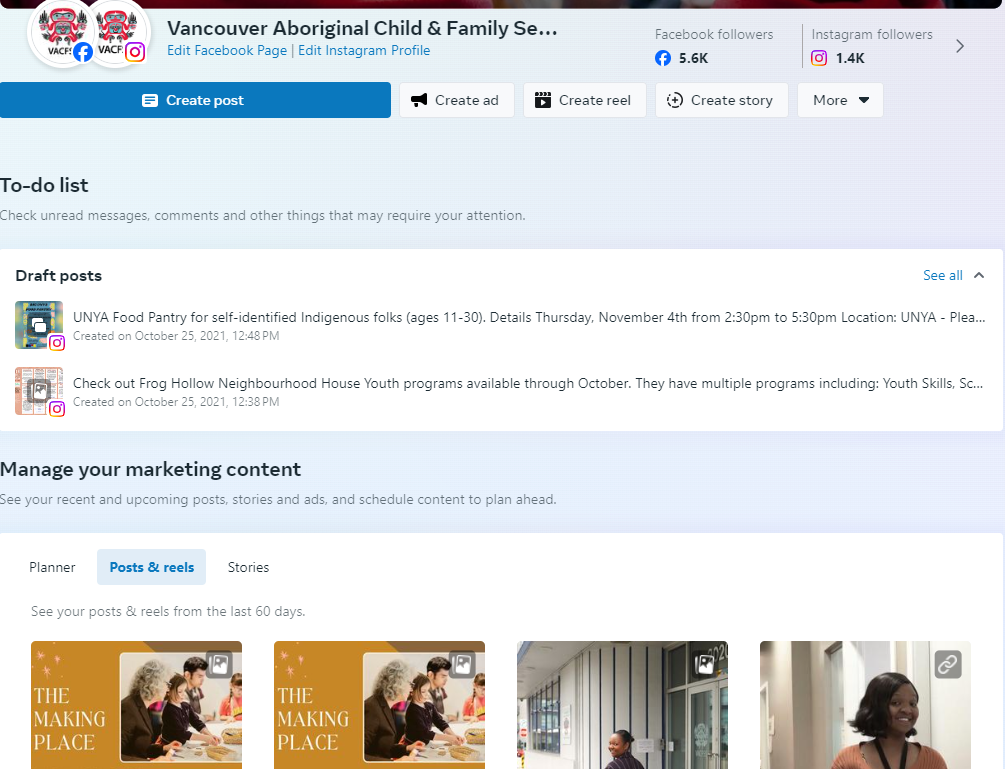 VACFS
VACF
Vancouver Aboriginal Child & Family Se...
Edit Facebook Page | Edit Instagram Profile
Facebook followers
5.6K
Instagram followers
1.4K
Create post
Create ad
Create reel
Create story
More
To-do list
Check unread messages, comments and other things that may require your attention.
Draft posts
See all
UNYA Food Pantry for self-identified Indigenous folks (ages 11-30). Details Thursday, November 4th from 2:30pm to 5:30pm Location: UNYA - Plea...
Created on October 25, 2021, 12:48 PM
Check out Frog Hollow Neighbourhood House Youth programs available through October. They have multiple programs including: Youth Skills, Sc...
Created on October 25, 2021, 12:38 PM
Manage your marketing content
See your recent and upcoming posts, stories and ads, and schedule content to plan ahead.
Planner
Posts & reels
Stories
See your posts & reels from the last 60 days.
THE
MAKING
PLACE
THE
MAKING
PLACE